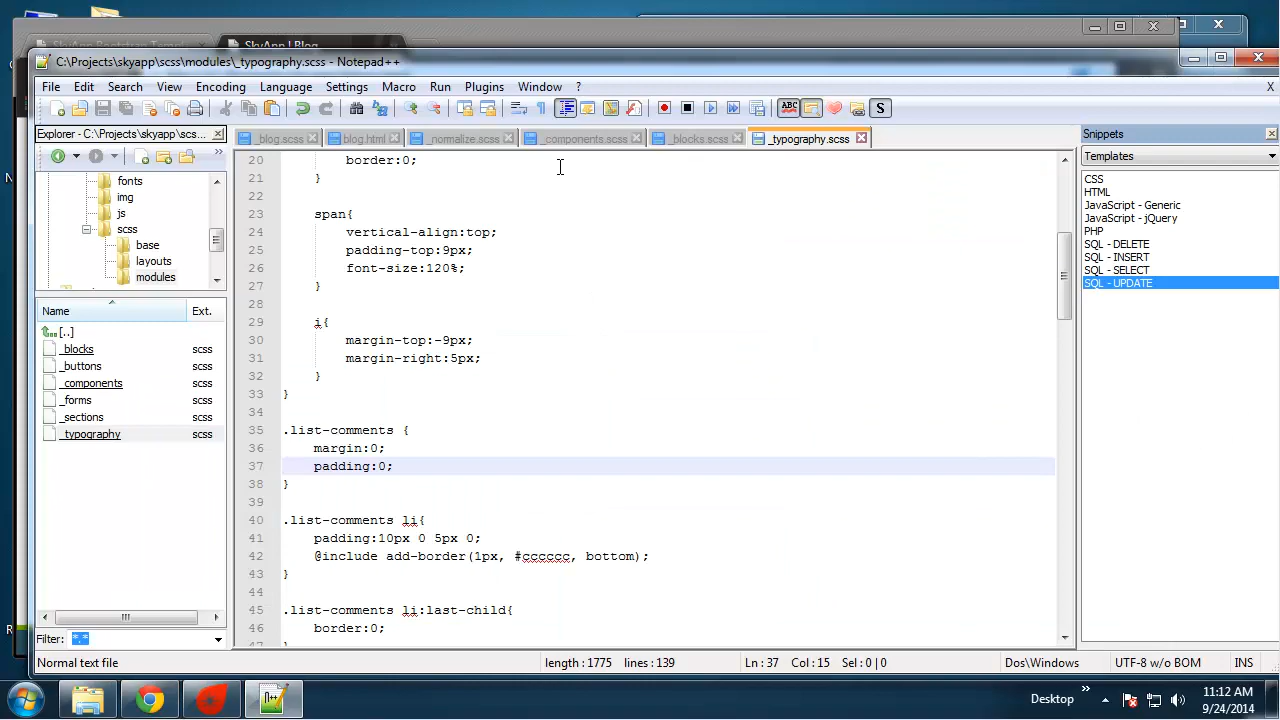 SkyApp Bootstrap Templ
SkyApp | Blog
C:\Projects\skyapp\scss\modules\_typography.scss - Notepad++
File Edit Search View Encoding Language Settings Macro Run Plugins Window ? X
Explorer - C:\Projects\skyapp\scs...
_blog.scss blog.html _normalize.scss _components.scss _blocks.scss _typography.scss
fonts
img
js
scss
base
layouts
modules
Name Ext.
[..]
_blocks scss
_buttons scss
_components scss
_forms scss
_sections scss
_typography scss
Filter: *.*
20 border:0;
21 }
22
23 span{
24 vertical-align:top;
25 padding-top:9px;
26 font-size:120%;
27 }
28
29 i{
30 margin-top:-9px;
31 margin-right:5px;
32 }
33 }
34
35 .list-comments {
36 margin:0;
37 padding:0;
38 }
39
40 .list-comments li{
41 padding:10px 0 5px 0;
42 @include add-border(1px, #cccccc, bottom);
43 }
44
45 .list-comments li:last-child{
46 border:0;
Snippets
Templates
CSS
HTML
JavaScript - Generic
JavaScript - jQuery
PHP
SQL - DELETE
SQL - INSERT
SQL - SELECT
SQL - UPDATE
Normal text file length : 1775 lines : 139 Ln : 37 Col : 15 Sel : 0 | 0 Dos\Windows UTF-8 w/o BOM INS
Desktop »
11:12 AM
9/24/2014